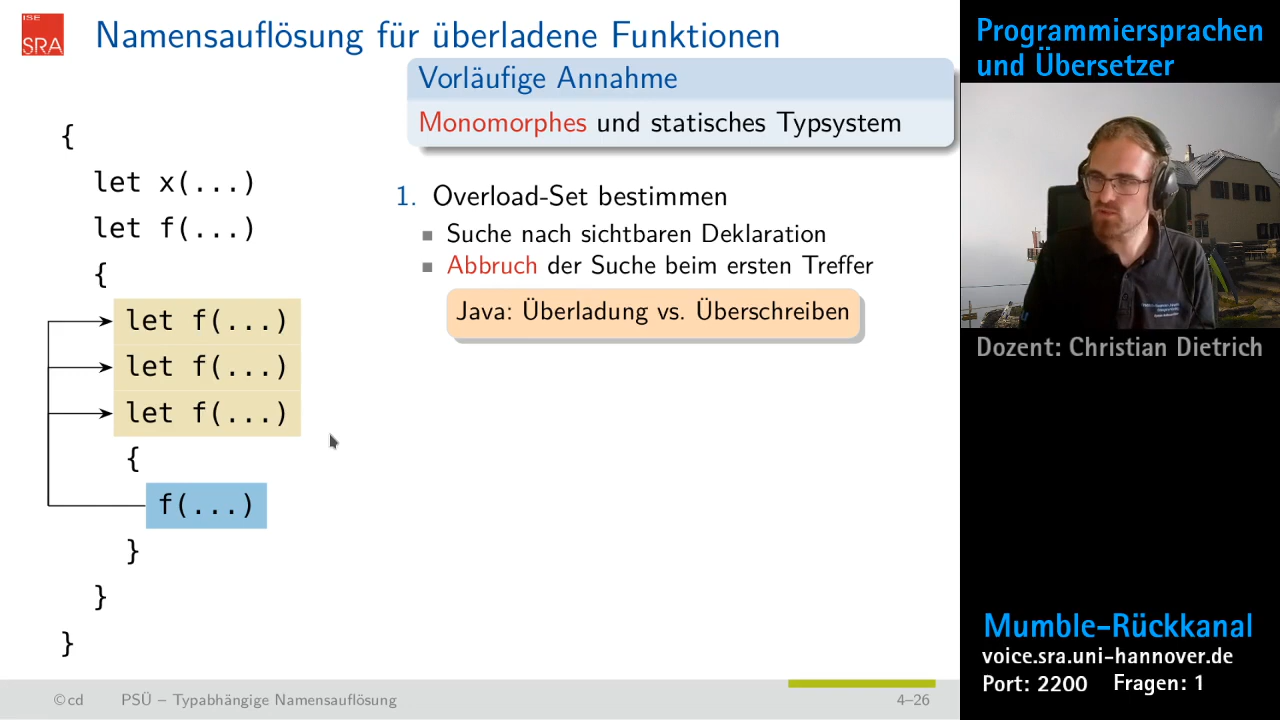 ISE
SRA
Namensauflösung für überladene Funktionen
Vorläufige Annahme
Monomorphes und statisches Typsystem
{
let x(...)
let f(...)
{
let f(...)
let f(...)
let f(...)
{
f(...)
}
}
}
1. Overload-Set bestimmen
Suche nach sichtbaren Deklaration
Abbruch der Suche beim ersten Treffer
Java: Überladung vs. Überschreiben
©cd PSÜ – Typabhängige Namensauflösung 4–26
Programmiersprachen
und Übersetzer
Dozent: Christian Dietrich
Mumble-Rückkanal
voice.sra.uni-hannover.de
Port: 2200 Fragen: 1